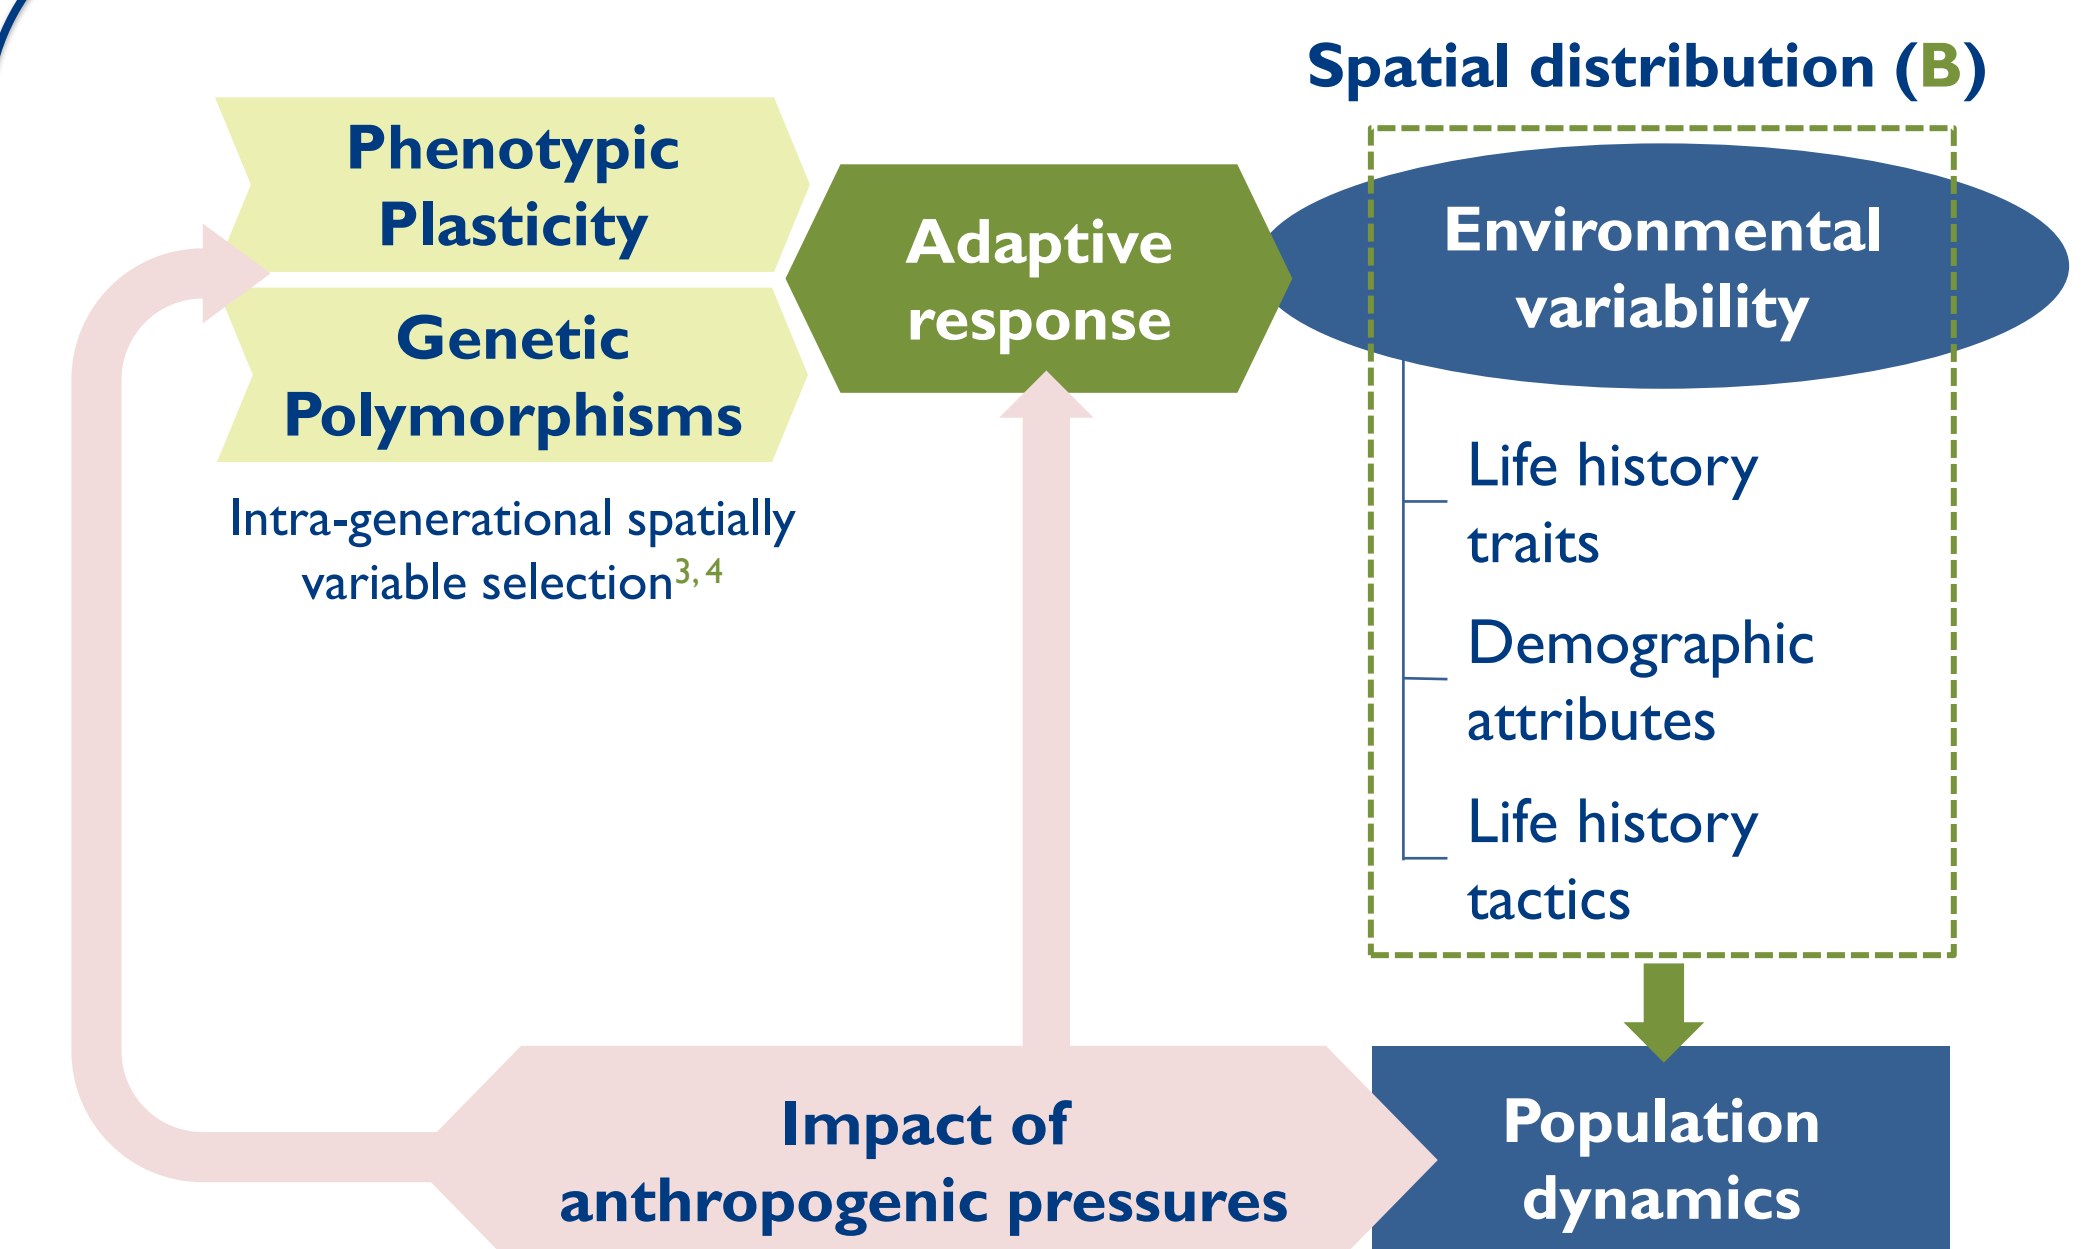 Spatial distribution (B)
Phenotypic
Plasticity
Genetic
Polymorphisms
Intra-generational spatially
variable selection3, 4
Adaptive
response
Environmental
variability
Life history
traits
Demographic
attributes
Life history
tactics
Impact of
anthropogenic pressures
Population
dynamics